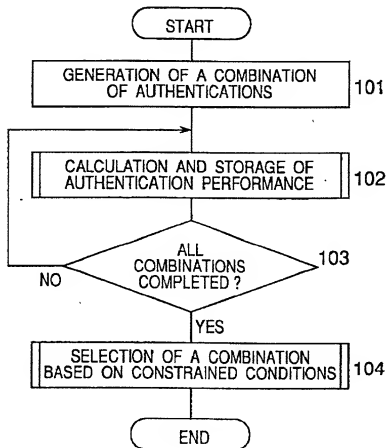 START
GENERATION OF A COMBINATION
OF AUTHENTICATIONS
101
CALCULATION AND STORAGE OF
AUTHENTICATION PERFORMANCE
102
ALL
COMBINATIONS
COMPLETED ?
103
NO
YES
SELECTION OF A COMBINATION
BASED ON CONSTRAINED CONDITIONS
104
END